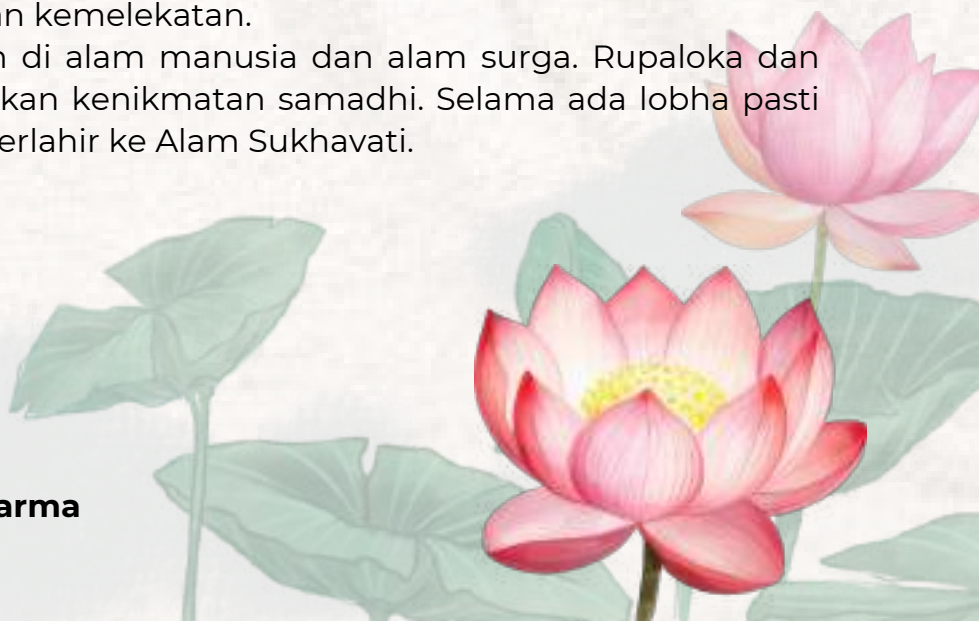 n kemelekatan.
di alam manusia dan alam surga. Rupaloka dan
kan kenikmatan samadhi. Selama ada lobha pasti
erlahir ke Alam Sukhavati.
arma